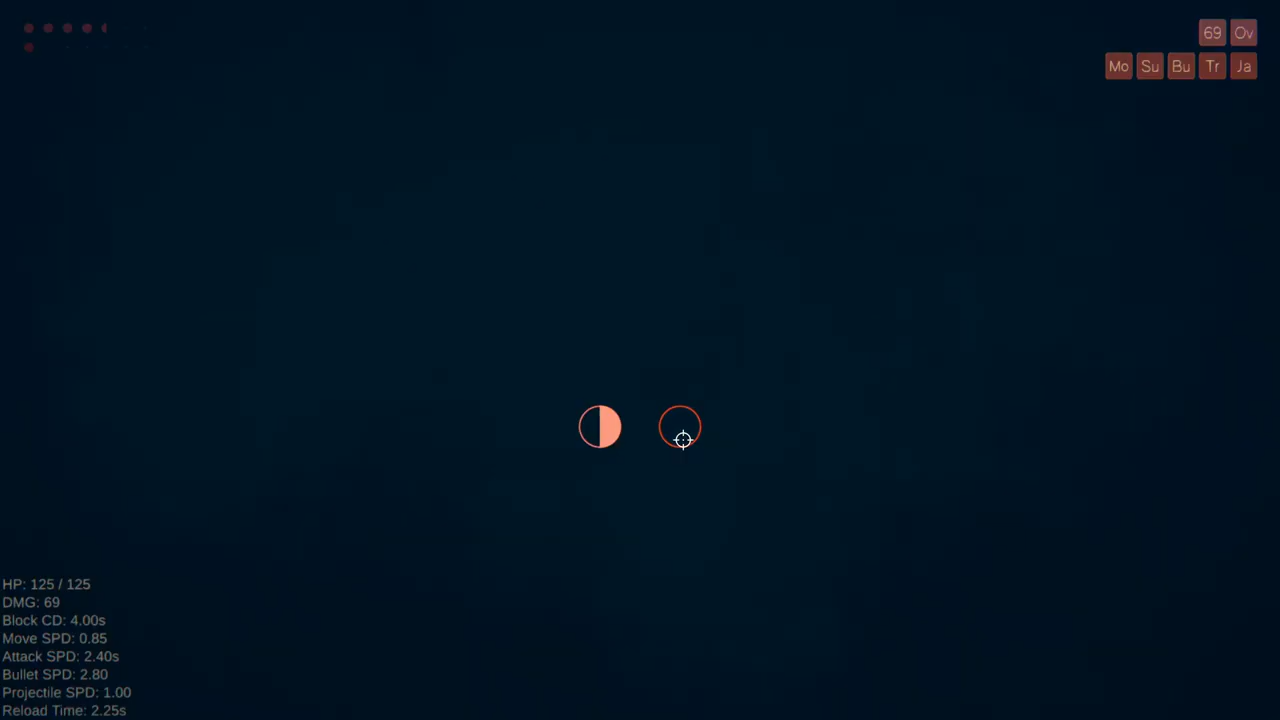 69 Ov
Mo Su Bu Tr Ja
HP: 125 / 125
DMG: 69
Block CD: 4.00s
Move SPD: 0.85
Attack SPD: 2.40s
Bullet SPD: 2.80
Projectile SPD: 1.00
Reload Time: 2.25s